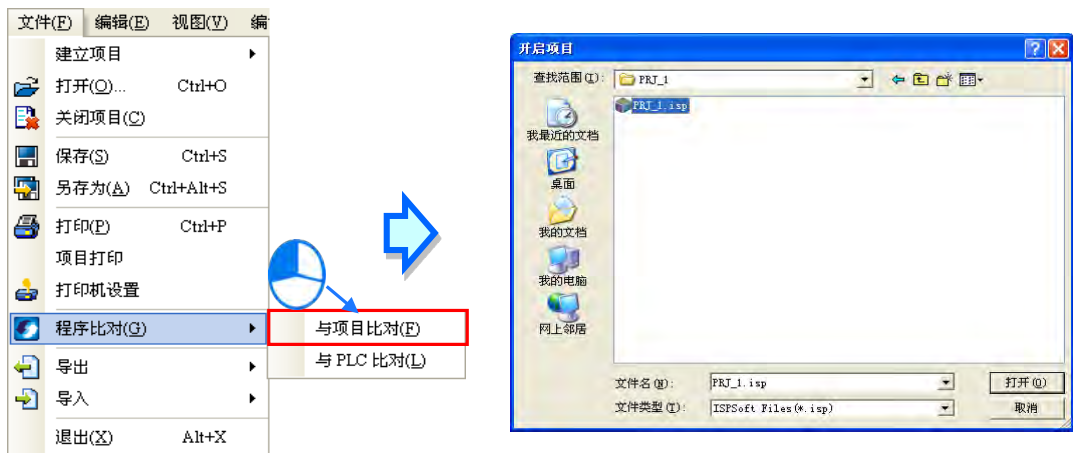 文件(F) 编辑(E) 视图(V) 编
建立项目
打开(O)... Ctrl+O
关闭项目(C)
保存(S) Ctrl+S
另存为(A) Ctrl+Alt+S
打印(P) Ctrl+P
项目打印
打印机设置
程序比对(G)
与项目比对(F)
与 PLC 比对(L)
导出
导入
退出(X) Alt+X
开启项目
查找范围(I): PRJ_1
PRJ_1.isp
我最近的文档
桌面
我的文档
我的电脑
网上邻居
文件名(N): PRJ_1.isp 打开(O)
文件类型(T): ISPSoft Files(*.isp) 取消